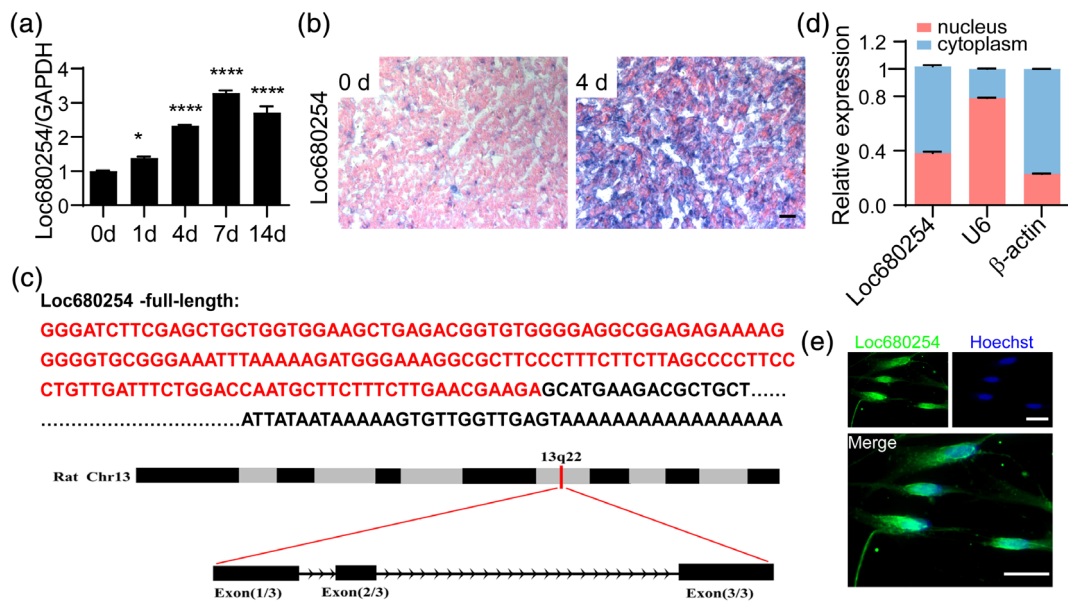 (a)
Loc680254/GAPDH
4
3
2
1
0
*
****
****
****
0d 1d 4d 7d 14d
(b)
Loc680254
0 d
4 d
(d)
nucleus
cytoplasm
Relative expression
1.2
1.0
0.8
0.4
0.0
Loc680254
U6
β-actin
(c)
Loc680254 -full-length:
GGGATCTTCGAGCTGCTGGTGGAAGCTGAGACGGTGTGGGGAGGCGGAGAGAAAAG
GGGGTGCGGGAAATTTAAAAAGATGGGAAAGGCGCTTCCCTTTCTTCTTAGCCCCTTCC
CTGTTGATTTCTGGACCAATGCTTCTTTCTTGAACGAAGAGCATGAAGACGCTGCT......
.................................ATTATAATAAAAAGTGTTGGTTGAGTAAAAAAAAAAAAAAAAAA
Rat Chr13
13q22
Exon(1/3) Exon(2/3) Exon(3/3)
(e)
Loc680254 Hoechst
Merge